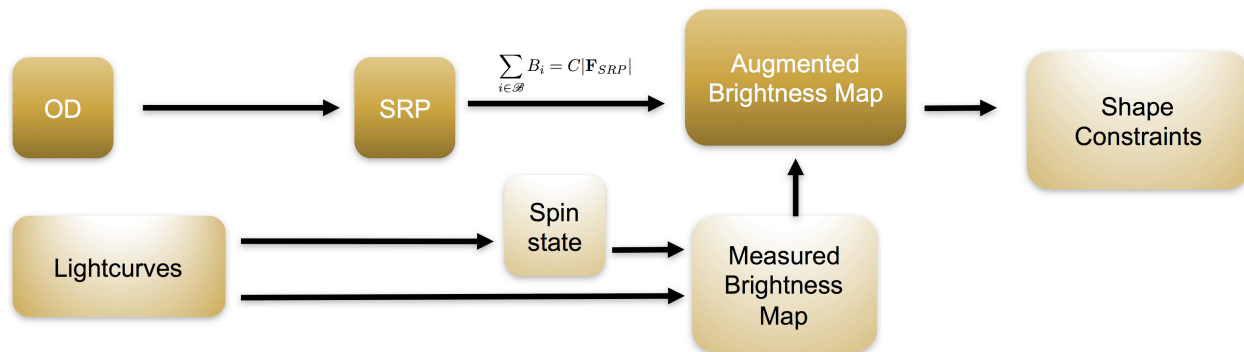 OD
SRP
$\sum_{i \in \mathscr{B}} B_i = C|\mathbf{F}_{SRP}|$
Augmented
Brightness Map
Shape
Constraints
Lightcurves
Spin
state
Measured
Brightness
Map